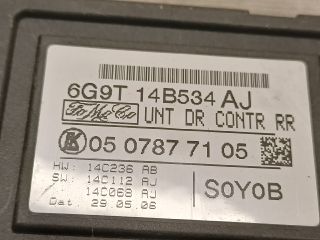 6G9T 14B534 AJ
FoMoCo UNT DR CONTR RR
05 0787 71 05
HW: 14C236 AB
SW: 14C112 AJ
14C068 AJ
Dat: 29.05.06
S0Y0B